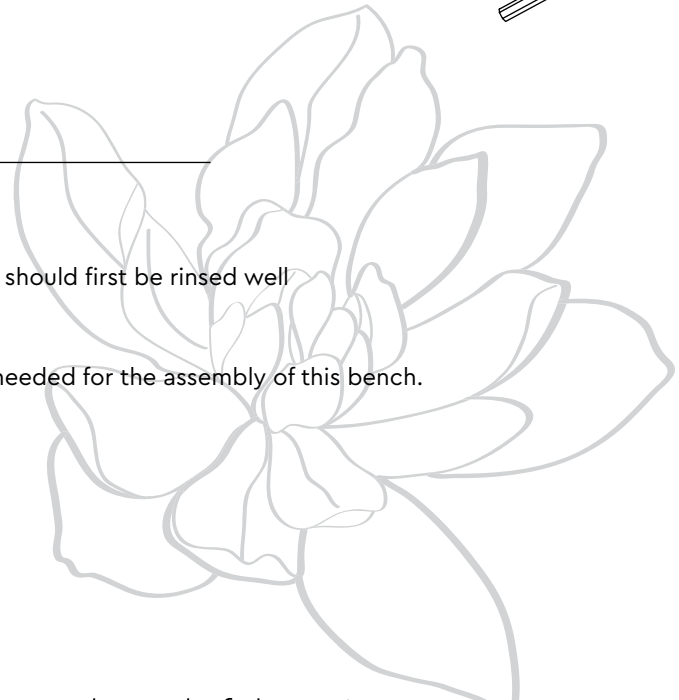 should first be rinsed well
needed for the assembly of this bench.